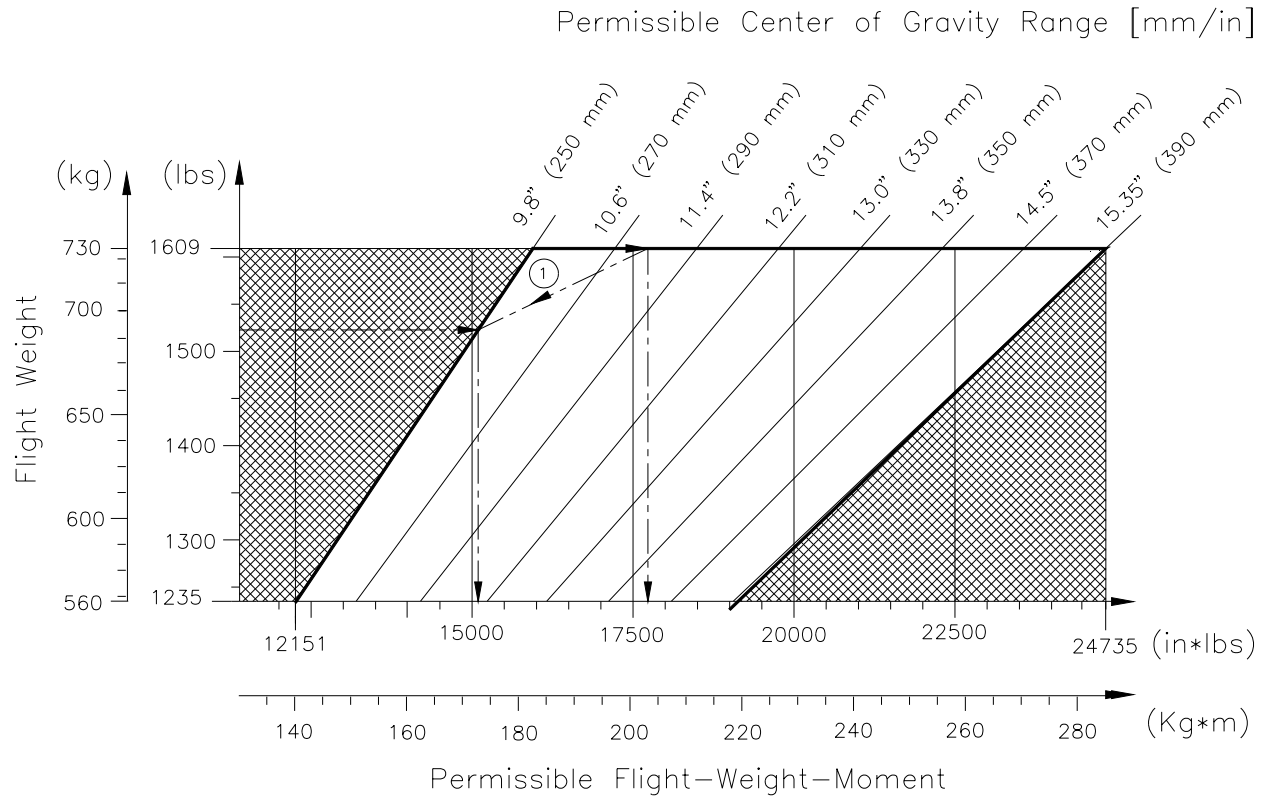 Permissible Center of Gravity Range [mm/in]
9.8” (250 mm)
10.6” (270 mm)
11.4” (290 mm)
12.2” (310 mm)
13.0” (330 mm)
13.8” (350 mm)
14.5” (370 mm)
15.35” (390 mm)
(kg)
(lbs)
730
1609
1
700
1500
650
1400
600
1300
560
1235
Flight Weight
12151
15000
17500
20000
22500
24735
(in*lbs)
140
160
180
200
220
240
260
280
(Kg*m)
Permissible Flight-Weight-Moment